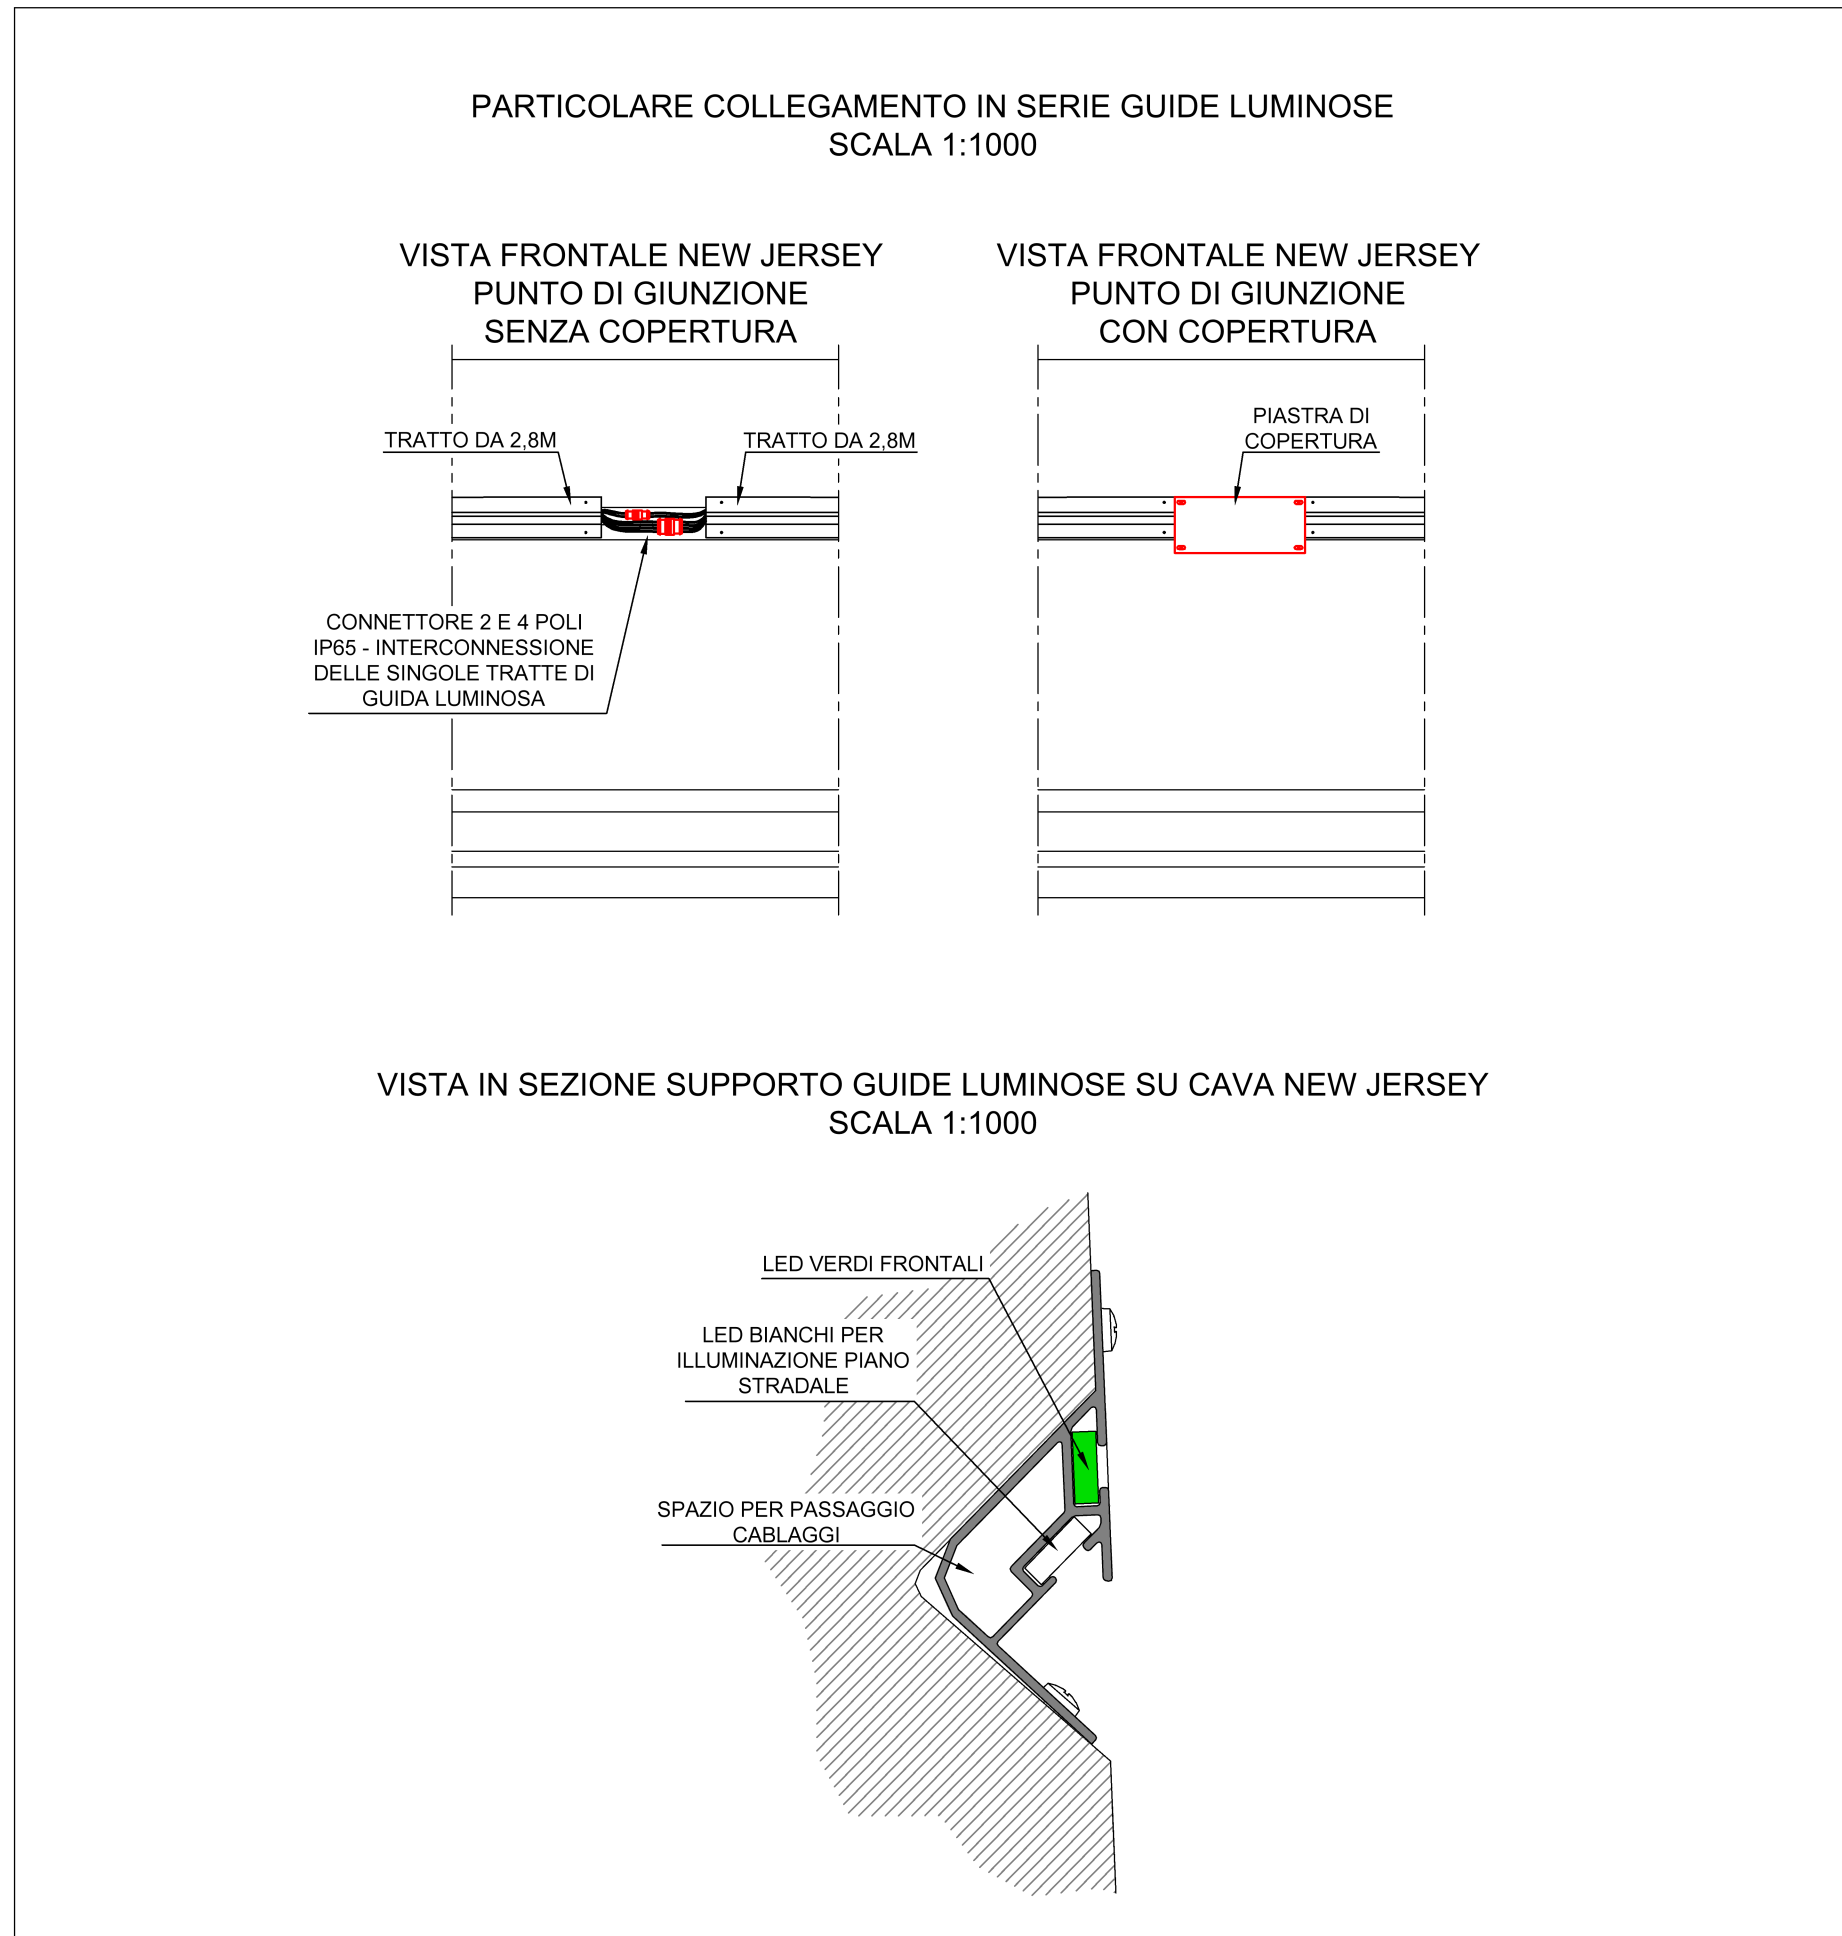 PARTICOLARE COLLEGAMENTO IN SERIE GUIDE LUMINOSE
SCALA 1:1000
VISTA FRONTALE NEW JERSEY
PUNTO DI GIUNZIONE
SENZA COPERTURA
VISTA FRONTALE NEW JERSEY
PUNTO DI GIUNZIONE
CON COPERTURA
TRATTO DA 2,8M
TRATTO DA 2,8M
PIASTRA DI
COPERTURA
CONNETTORE 2 E 4 POLI
IP65 - INTERCONNESSIONE
DELLE SINGOLE TRATTE DI
GUIDA LUMINOSA
VISTA IN SEZIONE SUPPORTO GUIDE LUMINOSE SU CAVA NEW JERSEY
SCALA 1:1000
LED VERDI FRONTALI
LED BIANCHI PER
ILLUMINAZIONE PIANO
STRADALE
SPAZIO PER PASSAGGIO
CABLAGGI